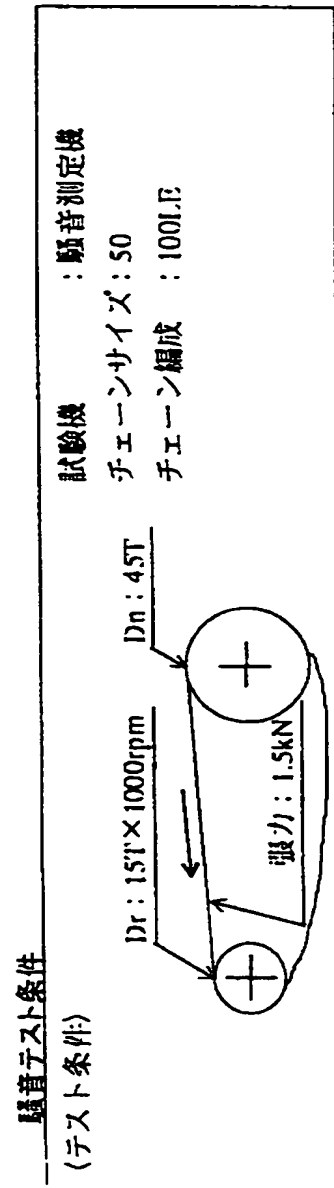 騒音テスト条件
(テスト条件)
Dr : 15T×1000rpm
Dn : 45T
張力 : 1.5kN
試験機 : 騒音測定機
チェーンサイズ : 50
チェーン編成 : 100LE